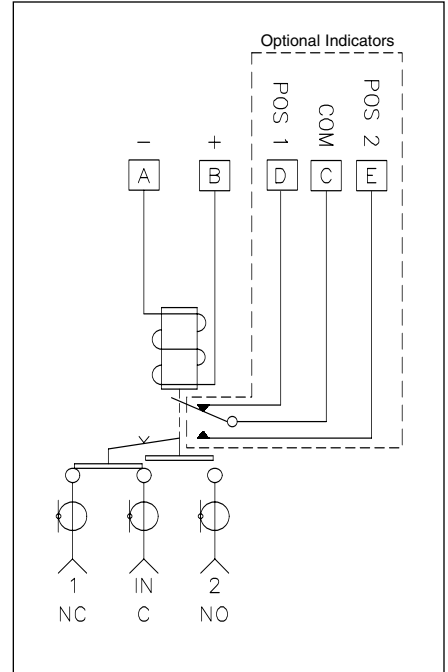 Optional Indicators
POS 1 COM POS 2
- +
A B D C E
1 IN 2
NC C NO